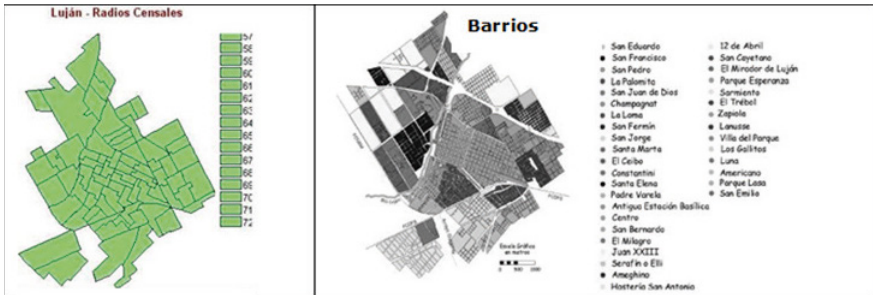 Luján - Radios Censales
57
58
59
60
61
62
63
64
65
66
67
68
69
70
71
72
Barrios
San Eduardo
San Francisco
San Pedro
La Palomita
San Juan de Dios
Champagnat
La Loma
San Fermín
San Jorge
Santa Marta
El Ceibo
Constantini
Santa Elena
Padre Varela
Antigua Estación Basílica
Centro
San Bernardo
El Milagro
Juan XXIII
Serafín o Elli
Ameghino
Hostería San Antonio
12 de Abril
San Cayetano
El Mirador de Luján
Parque Esperanza
Sarmiento
El Trébol
Zapiola
Lanusse
Villa del Parque
Los Gallitos
Luna
Americano
Parque Lasa
San Emilio
Escala Gráfica
en metros
0 500